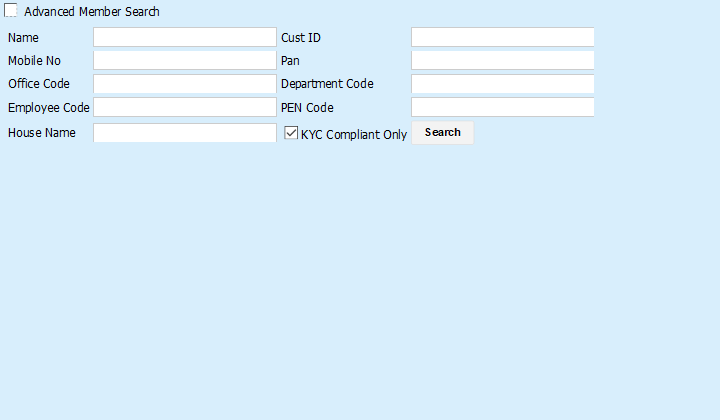 Advanced Member Search
Name Cust ID
Mobile No Pan
Office Code Department Code
Employee Code PEN Code
House Name KYC Compliant Only Search